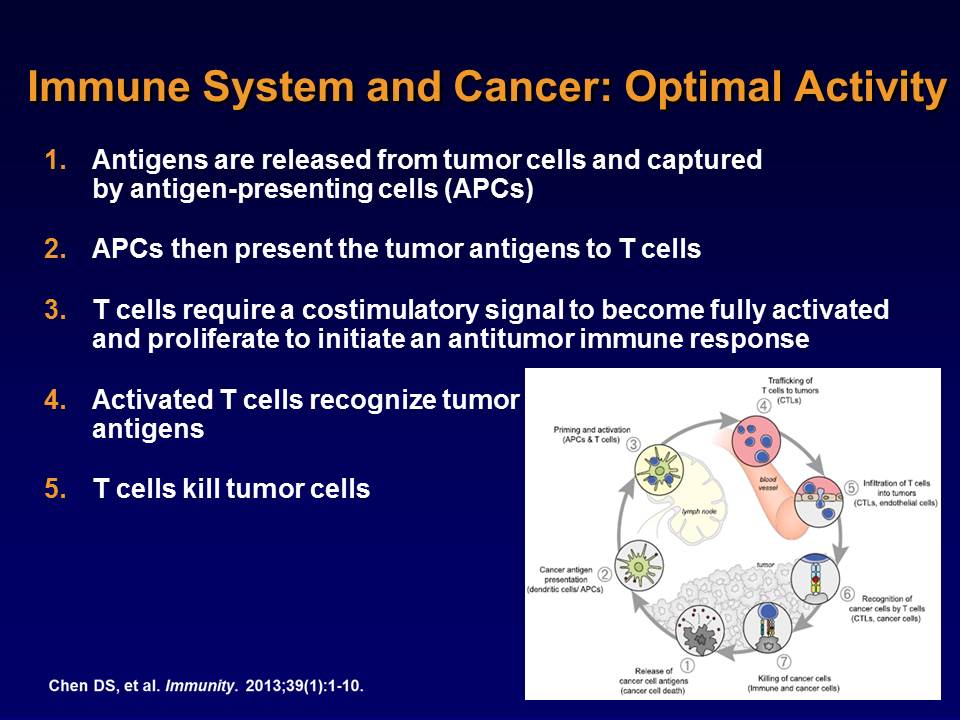 Immune System and Cancer: Optimal Activity
1. Antigens are released from tumor cells and captured
by antigen-presenting cells (APCs)
2. APCs then present the tumor antigens to T cells
3. T cells require a costimulatory signal to become fully activated
and proliferate to initiate an antitumor immune response
4. Activated T cells recognize tumor
antigens
5. T cells kill tumor cells
Trafficking of
T cells to tumors
(CTLs)
4
Priming and activation
(APCs & T cells)
3
blood
vessel
5
Infiltration of T cells
into tumors
(CTLs, endothelial cells)
lymph node
Cancer antigen
presentation
(dendritic cells/ APCs)
2
tumor
6
Recognition of
cancer cells by T cells
(CTLs, cancer cells)
1
Release of
cancer cell antigens
(cancer cell death)
7
Killing of cancer cells
(Immune and cancer cells)
Chen DS, et al. Immunity. 2013;39(1):1-10.